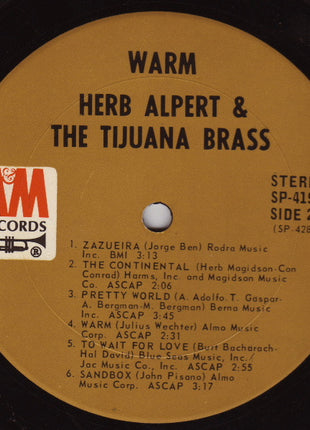 WARM
HERB ALPERT &
THE TIJUANA BRASS
STERE
SP-419
SIDE 2
(SP-428
&M
RECORDS
®
1. ZAZUEIRA (Jorge Ben) Rodra Music
Inc. BMI 3:13
2. THE CONTINENTAL (Herb Magidson-Con
Conrad) Harms, Inc. and Magidson Music
Co. ASCAP 2:06
3. PRETTY WORLD (A. Adolfo-T. Gaspar-
A. Bergman-M. Bergman) Berna Music
Inc. ASCAP 3:45
4. WARM (Julius Wechter) Almo Music
Corp. ASCAP 3:31
5. TO WAIT FOR LOVE (Burt Bacharach-
Hal David) Blue Seas Music, Inc./
Jac Music Co., Inc. ASCAP 2:55
6. SANDBOX (John Pisano) Almo
Music Corp. ASCAP 3:17